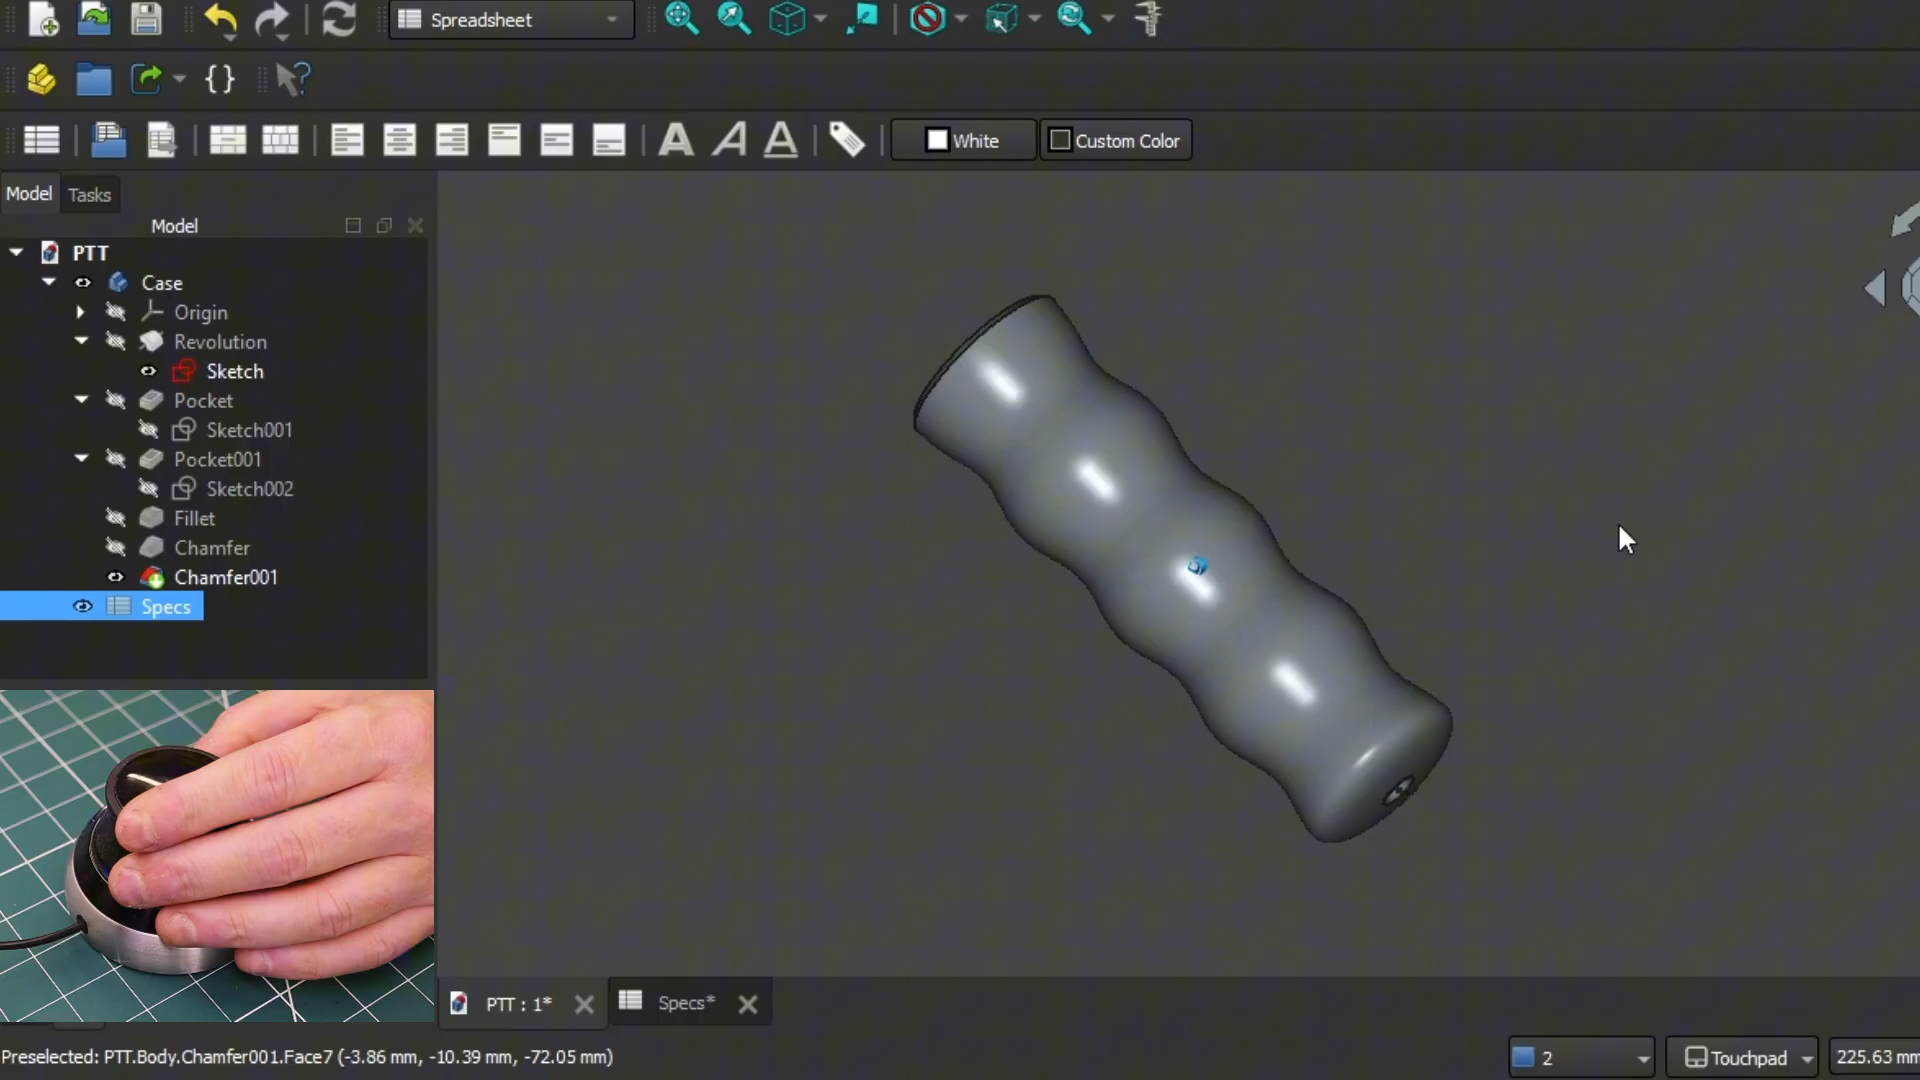 Spreadsheet
White
Custom Color
Model
Tasks
Model
PTT
Case
Origin
Revolution
Sketch
Pocket
Sketch001
Pocket001
Sketch002
Fillet
Chamfer
Chamfer001
Specs
PTT : 1*
Specs*
Preselected: PTT.Body.Chamfer001.Face7 (-3.86 mm, -10.39 mm, -72.05 mm)
2
Touchpad
225.63 mm